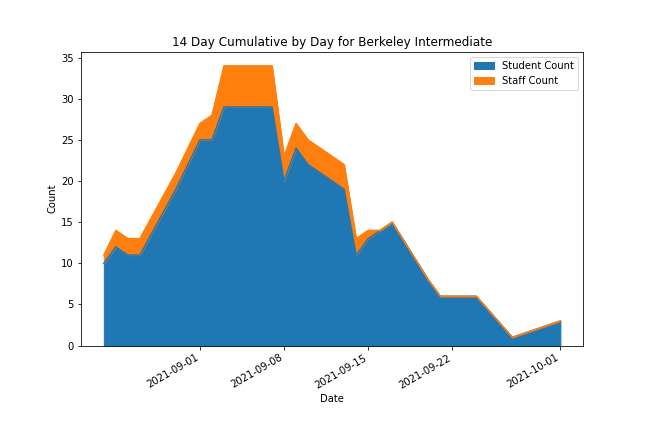 14 Day Cumulative by Day for Berkeley Intermediate
Student Count
Staff Count
Count
35
30
25
20
15
10
5
0
2021-09-01
2021-09-08
2021-09-15
2021-09-22
2021-10-01
Date